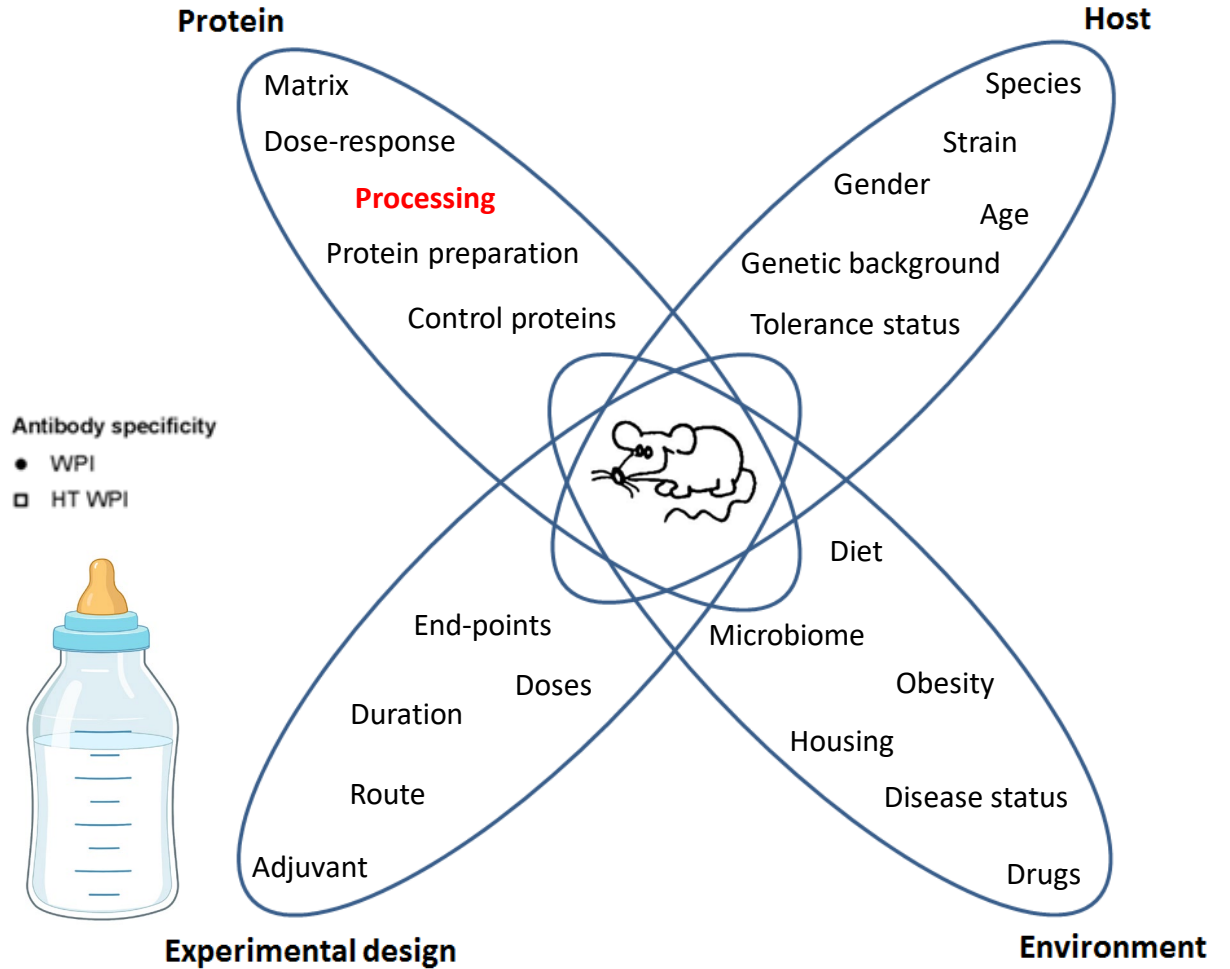 Protein
Host
Matrix
Dose-response
Processing
Protein preparation
Control proteins
Species
Strain
Gender
Age
Genetic background
Tolerance status
Antibody specificity
WPI
HT WPI
End-points
Doses
Duration
Route
Adjuvant
Diet
Microbiome
Obesity
Housing
Disease status
Drugs
Experimental design
Environment